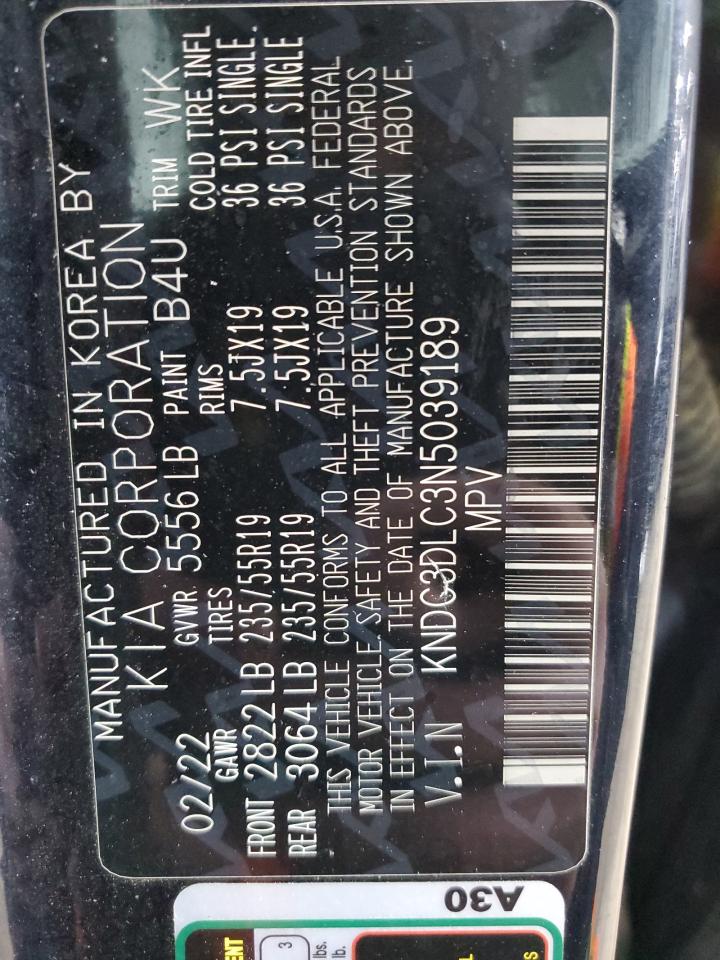 MANUFACTURED IN KOREA BY
KIA CORPORATION
02/22 GVWR 5556 LB PAINT B4U TRIM WK
GAWR TIRES RIMS COLD TIRE INFL
FRONT 2822 LB 235/55R19 7.5JX19 36 PSI SINGLE.
REAR 3064 LB 235/55R19 7.5JX19 36 PSI SINGLE
THIS VEHICLE CONFORMS TO ALL APPLICABLE U.S.A. FEDERAL
MOTOR VEHICLE SAFETY AND THEFT PREVENTION STANDARDS
IN EFFECT ON THE DATE OF MANUFACTURE SHOWN ABOVE.
V.I.N KNDC3DLC3N5039189
MPV
A30
3
lbs.
lb.